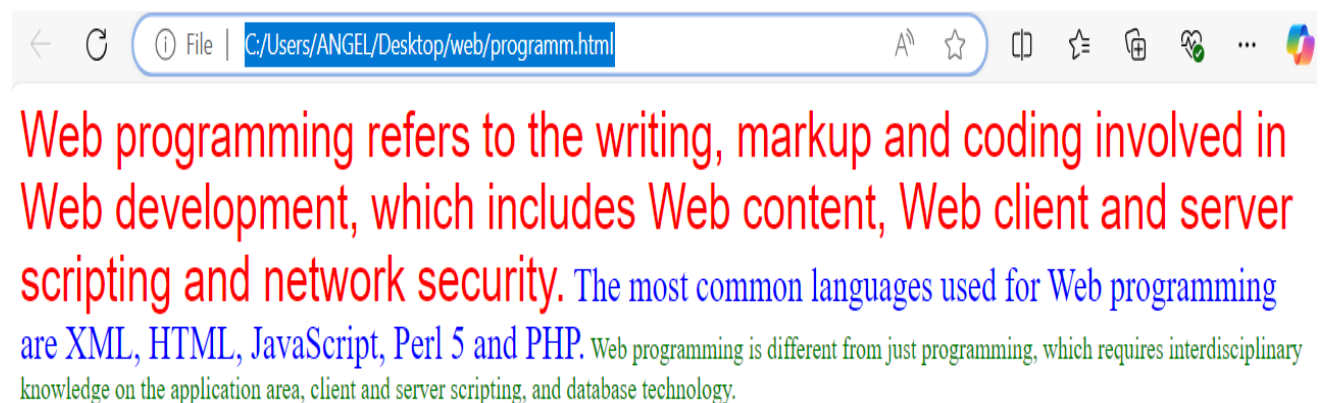 File | C:/Users/ANGEL/Desktop/web/programm.html
Web programming refers to the writing, markup and coding involved in
Web development, which includes Web content, Web client and server
scripting and network security. The most common languages used for Web programming
are XML, HTML, JavaScript, Perl 5 and PHP. Web programming is different from just programming, which requires interdisciplinary
knowledge on the application area, client and server scripting, and database technology.